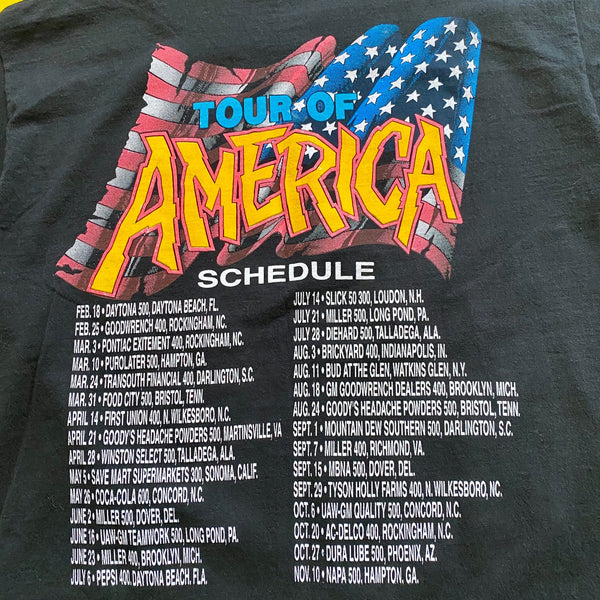 TOUR OF
AMERICA
SCHEDULE
FEB. 18 • DAYTONA 500, DAYTONA BEACH, FL
FEB. 25 • GOODWRENCH 400, ROCKINGHAM, NC.
MAR. 3 • PONTIAC EXITEMENT 400, ROCKINGHAM, NC.
MAR. 10 • PUROLATER 500, HAMPTON, GA.
MAR. 24 • TRANSOUTH FINANCIAL 400, DARLINGTON, S.C.
MAR. 31 • FOOD CITY 500, BRISTOL, TENN.
APRIL 14 • FIRST UNION 400, N. WILKESBORO, N.C.
APRIL 21 • GOODY'S HEADACHE POWDERS 500, MARTINSVILLE, VA
APRIL 28 • WINSTON SELECT 500, TALLADEGA, ALA.
MAY 5 • SAVE MART SUPERMARKETS 300, SONOMA, CALIF.
MAY 26 • COCA-COLA 600, CONCORD, N.C.
JUNE 2 • MILLER 500, DOVER, DEL.
JUNE 16 • UAW-GM TEAMWORK 500, LONG POND, PA.
JUNE 23 • MILLER 400, BROOKLYN, MICH.
JULY 6 • PEPSI 400, DAYTONA BEACH, FLA.
JULY 14 • SLICK 50 300, LOUDON, N.H.
JULY 21 • MILLER 500, LONG POND, PA.
JULY 28 • DIEHARD 500, TALLADEGA, ALA.
AUG. 3 • BRICKYARD 400, INDIANAPOLIS, IN.
AUG. 11 • BUD AT THE GLEN, WATKINS GLEN, N.Y.
AUG. 18 • GM GOODWRENCH DEALERS 400, BROOKLYN, MICH.
AUG. 24 • GOODY'S HEADACHE POWDERS 500, BRISTOL, TENN.
SEPT. 1 • MOUNTAIN DEW SOUTHERN 500, DARLINGTON, S.C.
SEPT. 7 • MILLER 400, RICHMOND, VA.
SEPT. 15 • MBNA 500, DOVER, DEL.
SEPT. 29 • TYSON HOLLY FARMS 400, N. WILKESBORO, NC.
OCT. 6 • UAW-GM QUALITY 500, CONCORD, N.C.
OCT. 20 • AC-DELCO 400, ROCKINGHAM, N.C.
OCT. 27 • DURA LUBE 500, PHOENIX, AZ.
NOV. 10 • NAPA 500, HAMPTON, GA.